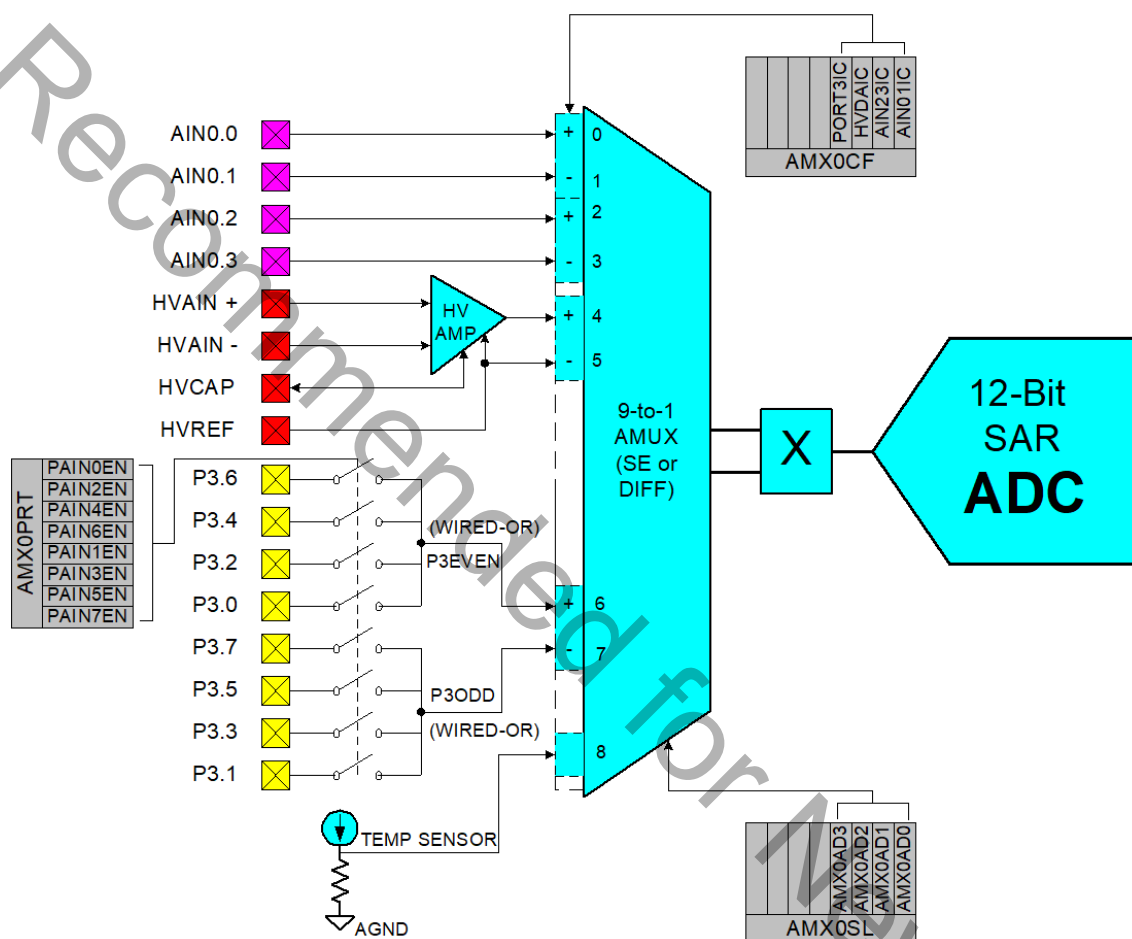 PORT3IC
HVDAIC
AIN23IC
AIN01IC
AMX0CF
AIN0.0
AIN0.1
AIN0.2
AIN0.3
HVAIN +
HVAIN -
HVCAP
HVREF
P3.6
P3.4
P3.2
P3.0
P3.7
P3.5
P3.3
P3.1
AMX0PRT
PAIN0EN
PAIN2EN
PAIN4EN
PAIN6EN
PAIN1EN
PAIN3EN
PAIN5EN
PAIN7EN
HV
AMP
(WIRED-OR)
P3EVEN
P3ODD
(WIRED-OR)
TEMP SENSOR
AGND
+ 0
- 1
+ 2
- 3
+ 4
- 5
+ 6
- 7
8
9-to-1
AMUX
(SE or
DIFF)
X
12-Bit
SAR
ADC
AMX0AD3
AMX0AD2
AMX0AD1
AMX0AD0
AMX0SL
Recommended for New